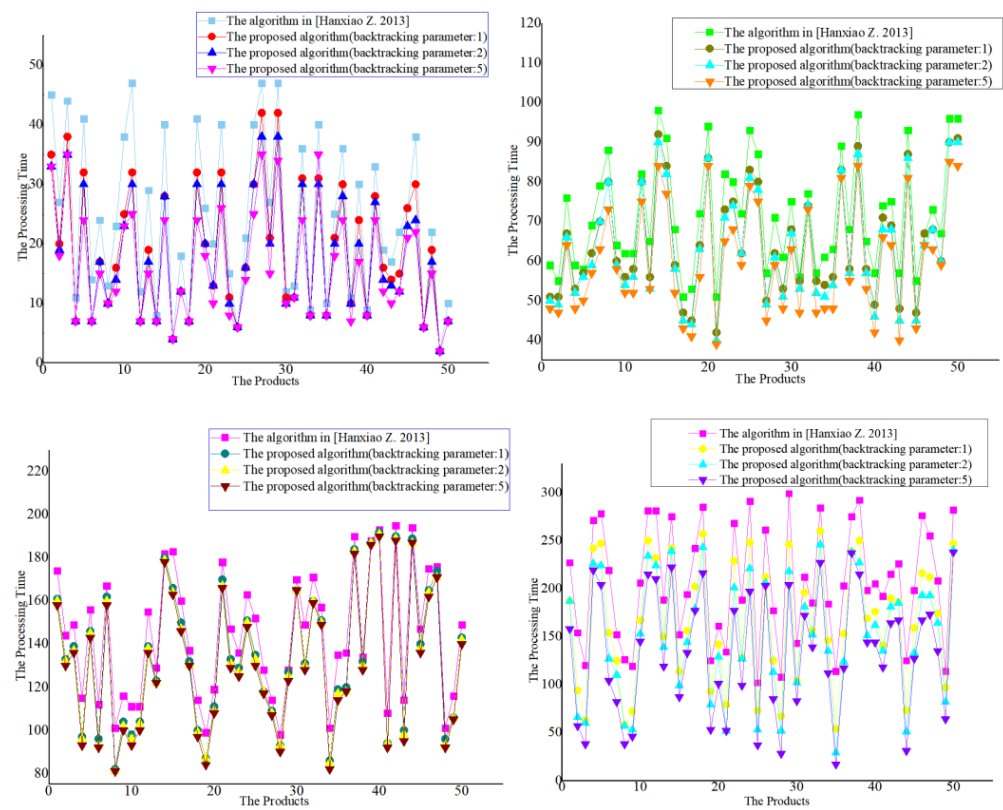 The algorithm in [Hanxiao Z. 2013]
The proposed algorithm(backtracking parameter:1)
The proposed algorithm(backtracking parameter:2)
The proposed algorithm(backtracking parameter:5)
The Processing Time
50
40
30
20
10
0
0 10 20 30 40 50
The Products
The algorithm in [Hanxiao Z. 2013]
The proposed algorithm(backtracking parameter:1)
The proposed algorithm(backtracking parameter:2)
The proposed algorithm(backtracking parameter:5)
The Processing Time
120
110
100
90
80
70
60
50
40
0 10 20 30 40 50
The Products
The algorithm in [Hanxiao Z. 2013]
The proposed algorithm(backtracking parameter:1)
The proposed algorithm(backtracking parameter:2)
The proposed algorithm(backtracking parameter:5)
The Processing Time
220
200
180
160
140
120
100
80
0 10 20 30 40 50
The Products
The algorithm in [Hanxiao Z. 2013]
The proposed algorithm(backtracking parameter:1)
The proposed algorithm(backtracking parameter:2)
The proposed algorithm(backtracking parameter:5)
The Processing Time
300
250
200
150
100
50
0
0 10 20 30 40 50
The Products